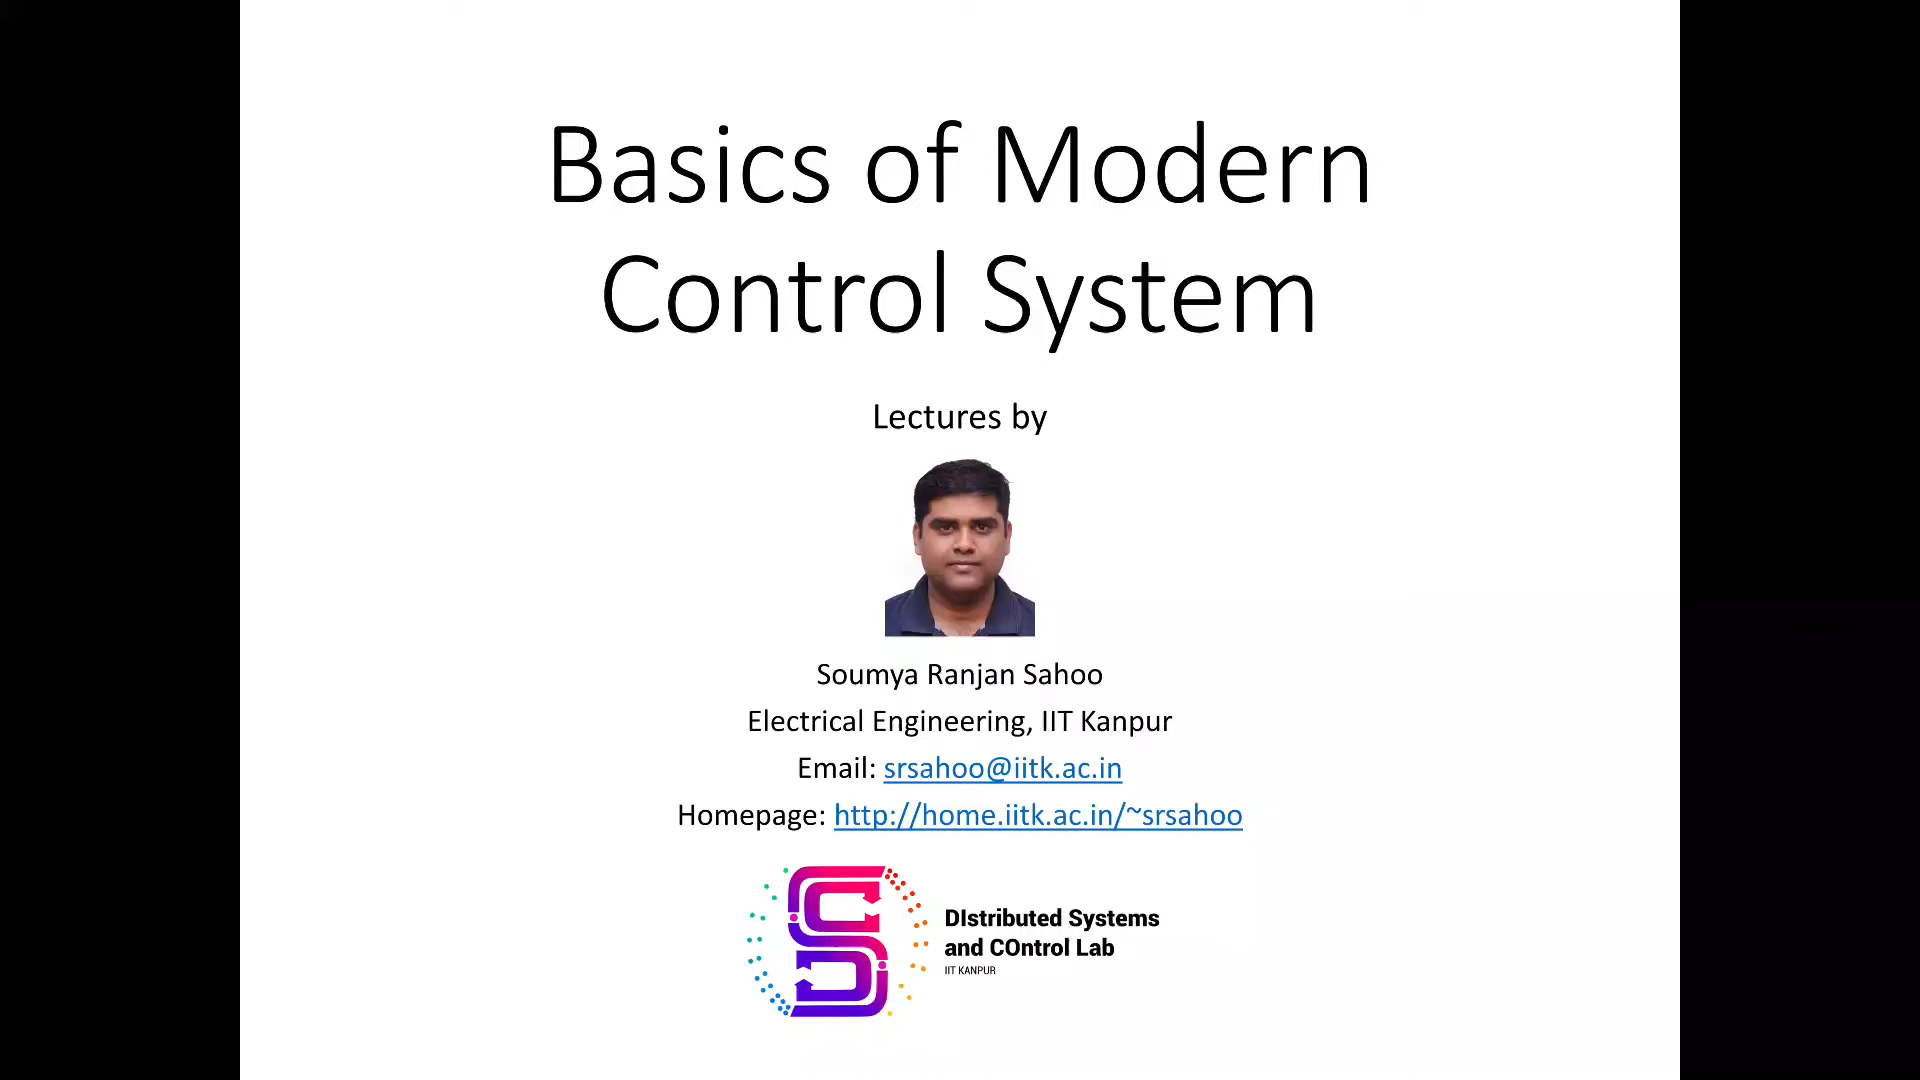 Basics of Modern
Control System
Lectures by
Soumya Ranjan Sahoo
Electrical Engineering, IIT Kanpur
Email: srsahoo@iitk.ac.in
Homepage: http://home.iitk.ac.in/~srsahoo
DIstributed Systems
and COntrol Lab
IIT KANPUR